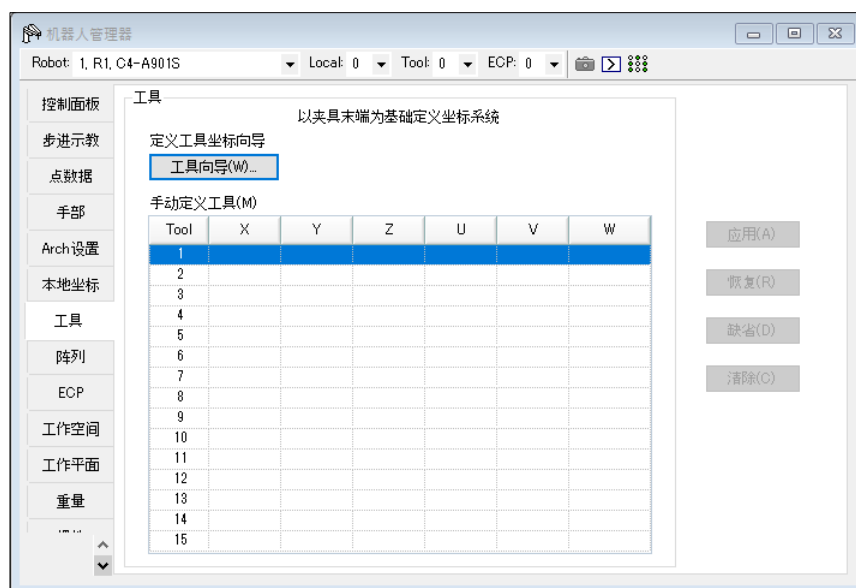 机器人管理器
Robot: 1, R1, C4-A901S Local: 0 Tool: 0 ECP: 0
控制面板
步进示教
点数据
手部
Arch设置
本地坐标
工具
阵列
ECP
工作空间
工作平面
重量
工具
以夹具末端为基础定义坐标系统
定义工具坐标向导
工具向导(W)...
手动定义工具(M)
Tool X Y Z U V W
1
2
3
4
5
6
7
8
9
10
11
12
13
14
15
应用(A)
恢复(R)
缺省(D)
清除(C)